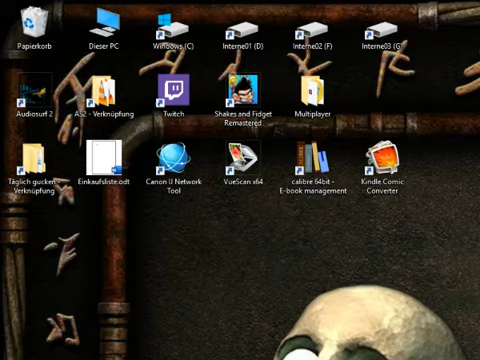 Papierkorb
Dieser PC
Windows (C)
Interne01 (D)
Interne02 (F)
Interne03 (G
Audiosurf 2
AS2 - Verknüpfung
Twitch
Shakes and Fidget
Remastered
Multiplayer
Täglich gucken -
Verknüpfung
Einkaufsliste.odt
Canon IJ Network
Tool
VueScan x64
calibre 64bit -
E-book management
Kindle Comic
Converter